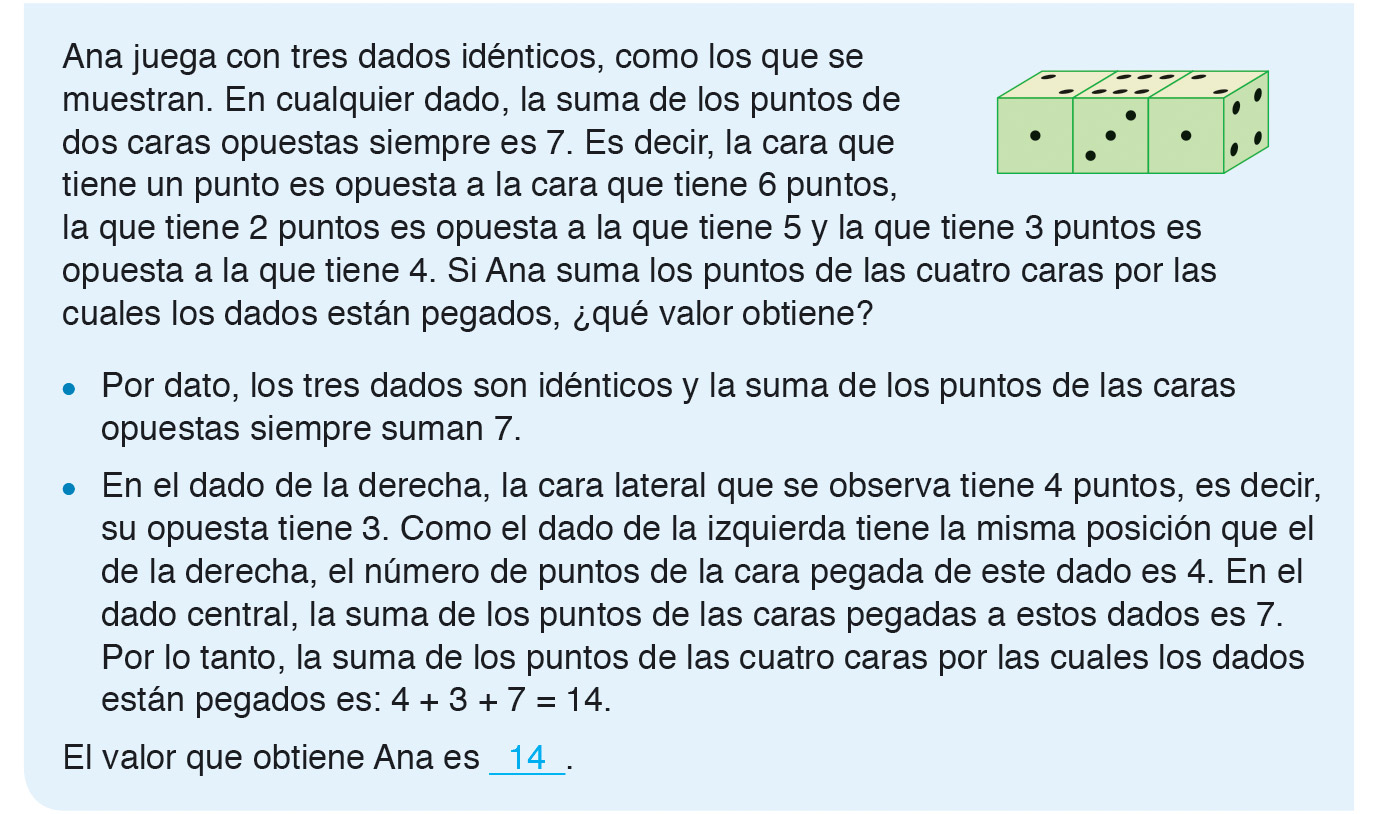 Ana juega con tres dados idénticos, como los que se
muestran. En cualquier dado, la suma de los puntos de
dos caras opuestas siempre es 7. Es decir, la cara que
tiene un punto es opuesta a la cara que tiene 6 puntos,
la que tiene 2 puntos es opuesta a la que tiene 5 y la que tiene 3 puntos es
opuesta a la que tiene 4. Si Ana suma los puntos de las cuatro caras por las
cuales los dados están pegados, ¿qué valor obtiene?
• Por dato, los tres dados son idénticos y la suma de los puntos de las caras
opuestas siempre suman 7.
• En el dado de la derecha, la cara lateral que se observa tiene 4 puntos, es decir,
su opuesta tiene 3. Como el dado de la izquierda tiene la misma posición que el
de la derecha, el número de puntos de la cara pegada de este dado es 4. En el
dado central, la suma de los puntos de las caras pegadas a estos dados es 7.
Por lo tanto, la suma de los puntos de las cuatro caras por las cuales los dados
están pegados es: 4 + 3 + 7 = 14.
El valor que obtiene Ana es 14.